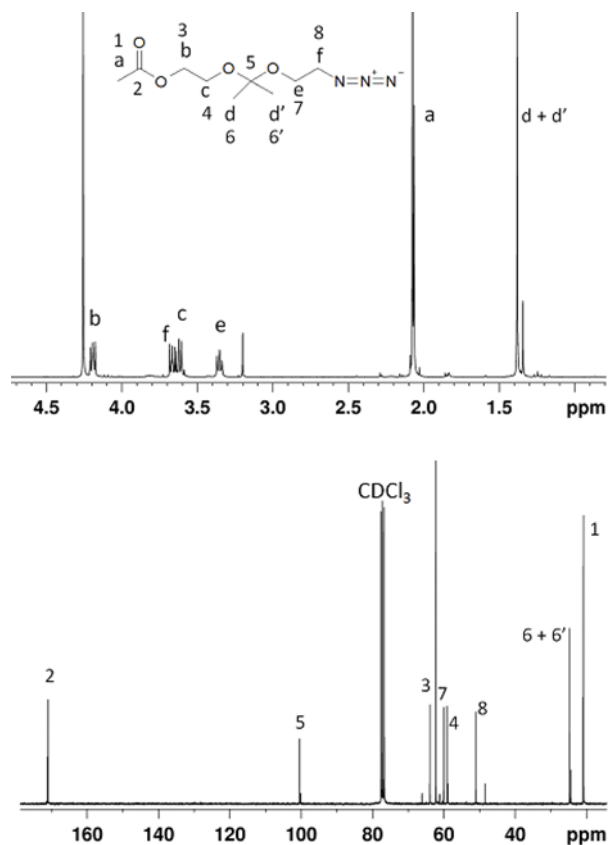 8
3
1
O
b
a
O
5
O
f
N=N=N
+ −
2
O
c
e
4
d
d'
7
6
6'
a
d + d'
b
f
c
e
4.5 4.0 3.5 3.0 2.5 2.0 1.5 ppm
CDCl3
1
6 + 6'
2
3
7
5
4
8
160 140 120 100 80 60 40 ppm